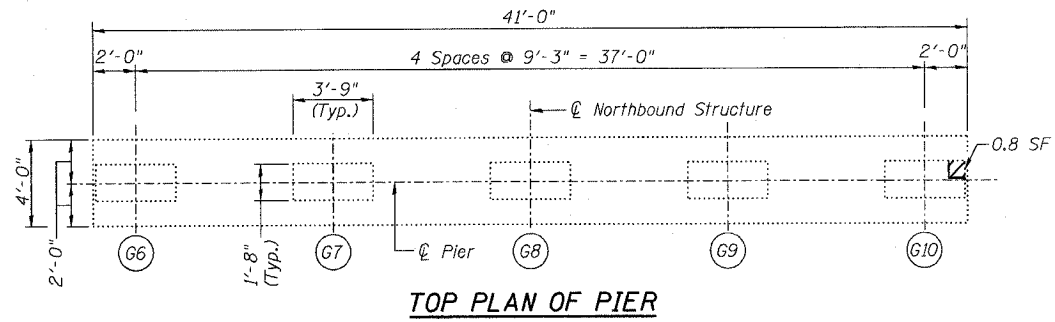 41'-0"
2'-0"
4 Spaces @ 9'-3" = 37'-0"
2'-0"
3'-9"
(Typ.)
℄ Northbound Structure
0.8 SF
4'-0"
2'-0"
1'-8"
(Typ.)
℄ Pier
G6
G7
G8
G9
G10
TOP PLAN OF PIER